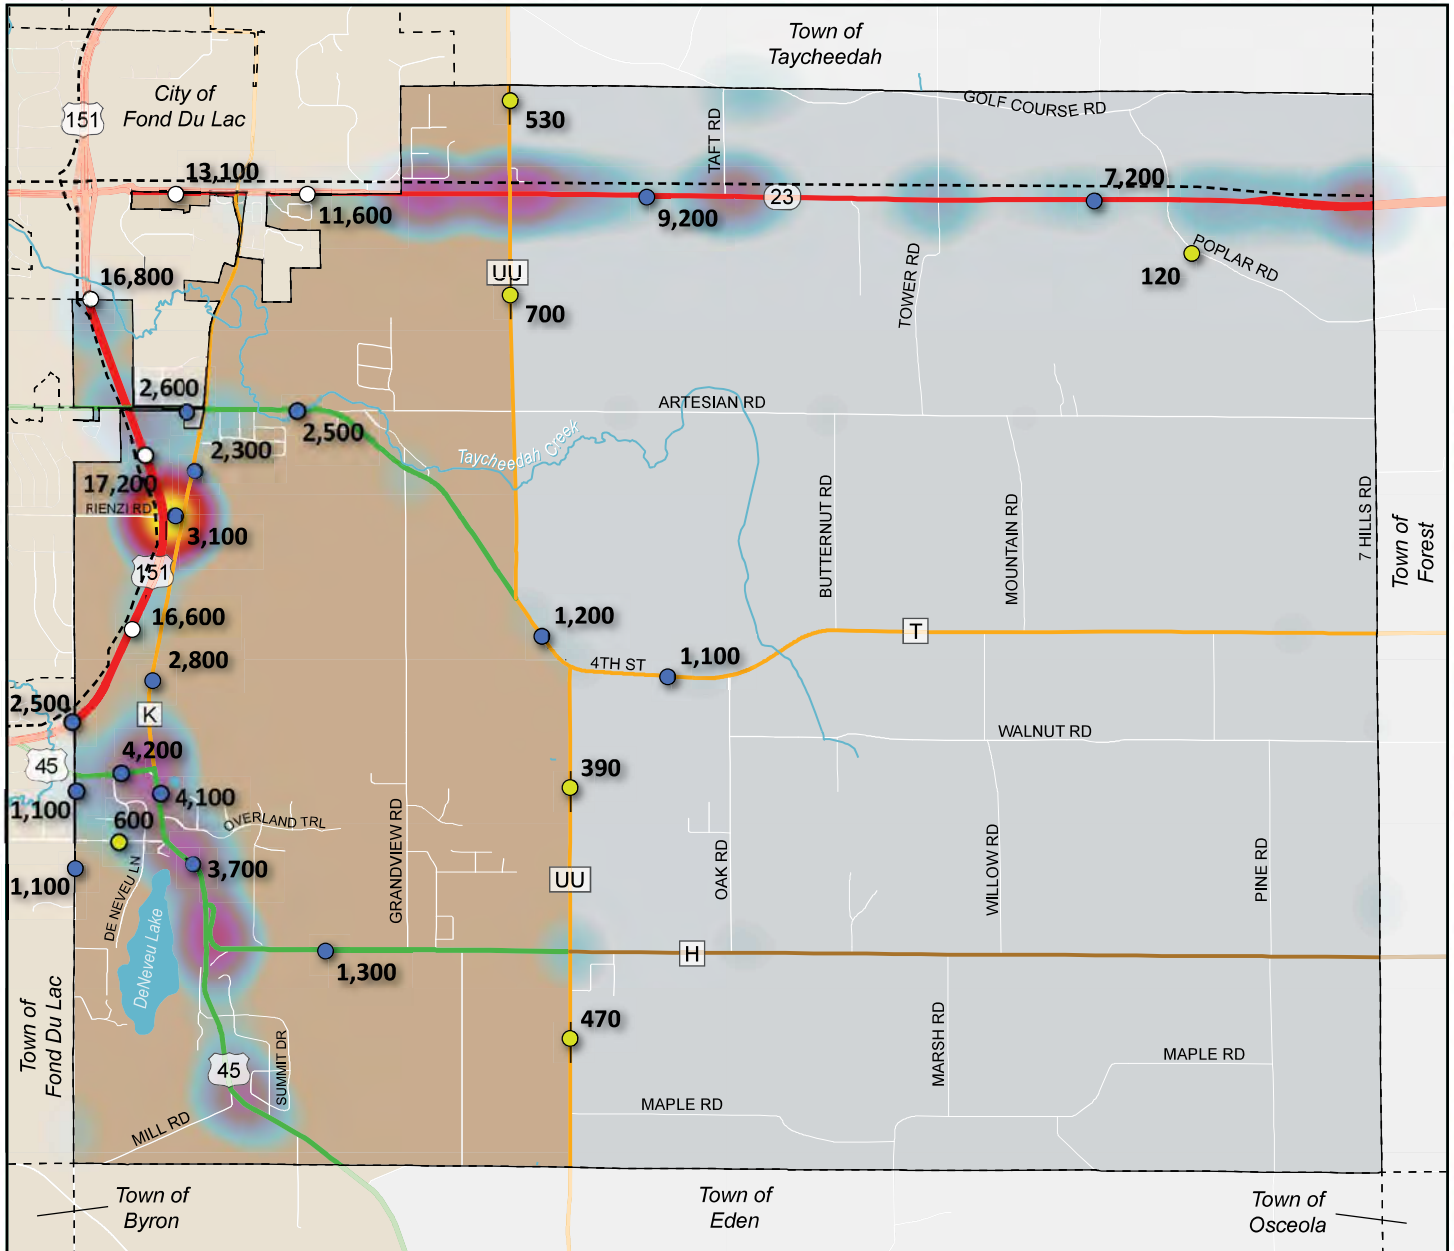 Town of
Taycheedah
City of
Fond Du Lac
151
530
TAFT RD
GOLF COURSE RD
13,100
11,600
9,200
23
7,200
16,800
UU
700
TOWER RD
120
POPLAR RD
2,600
2,500
ARTESIAN RD
2,300
Taycheedah Creek
17,200
RIENZI RD
3,100
BUTTERNUT RD
MOUNTAIN RD
7 HILLS RD
Town of
Forest
151
16,600
1,200
T
2,800
4TH ST
1,100
2,500
K
WALNUT RD
45
4,200
390
1,100
4,100
600
OVERLAND TRL
GRANDVIEW RD
3,700
1,100
DE NEVEU LN
UU
OAK RD
WILLOW RD
PINE RD
DeNeveu Lake
1,300
H
Town of
Fond Du Lac
470
45
SUMMIT DR
MARSH RD
MAPLE RD
MAPLE RD
MILL RD
Town of
Byron
Town of
Eden
Town of
Osceola